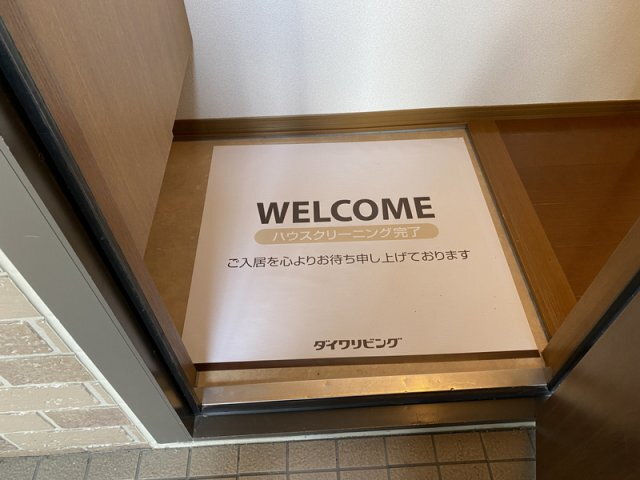 WELCOME
ハウスクリーニング完了
ご入居を心よりお待ち申し上げております
ダイワリビング